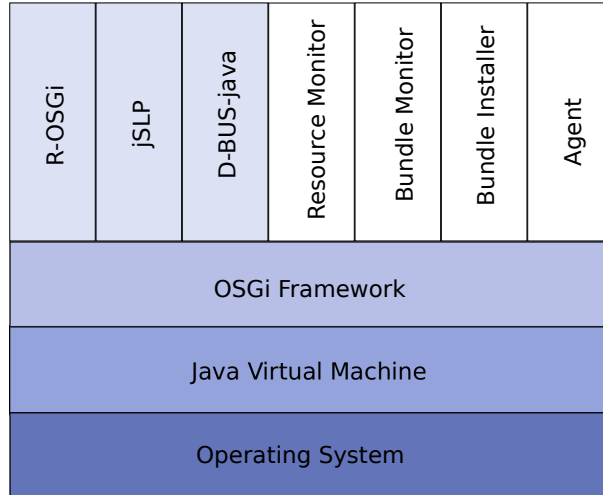 R-OSGi
jSLP
D-BUS-java
Resource Monitor
Bundle Monitor
Bundle Installer
Agent
OSGi Framework
Java Virtual Machine
Operating System